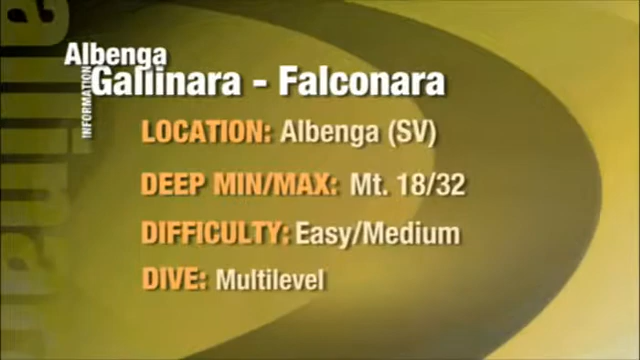 Albenga
Gallinara - Falconara
INFORMATION
LOCATION: Albenga (SV)
DEEP MIN/MAX: Mt. 18/32
DIFFICULTY: Easy/Medium
DIVE: Multilevel